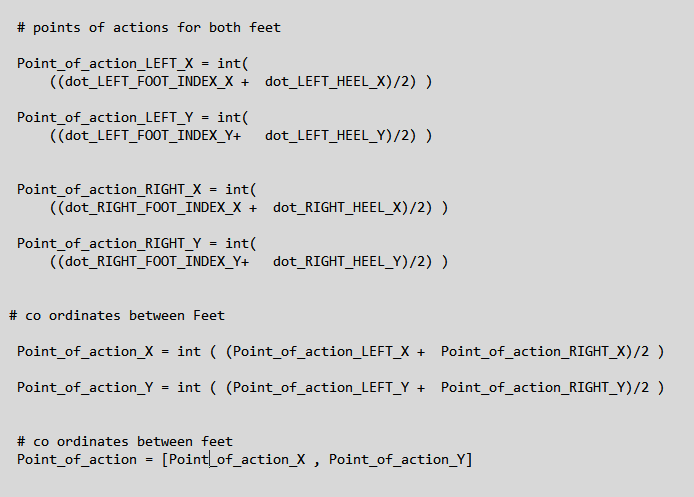 # points of actions for both feet
Point_of_action_LEFT_X = int(
((dot_LEFT_FOOT_INDEX_X +  dot_LEFT_HEEL_X)/2) )
Point_of_action_LEFT_Y = int(
((dot_LEFT_FOOT_INDEX_Y+   dot_LEFT_HEEL_Y)/2) )
Point_of_action_RIGHT_X = int(
((dot_RIGHT_FOOT_INDEX_X +  dot_RIGHT_HEEL_X)/2) )
Point_of_action_RIGHT_Y = int(
((dot_RIGHT_FOOT_INDEX_Y+   dot_RIGHT_HEEL_Y)/2) )
# co ordinates between Feet
Point_of_action_X = int ( (Point_of_action_LEFT_X +  Point_of_action_RIGHT_X)/2 )
Point_of_action_Y = int ( (Point_of_action_LEFT_Y +  Point_of_action_RIGHT_Y)/2 )
# co ordinates between feet
Point_of_action = [Point_of_action_X , Point_of_action_Y]